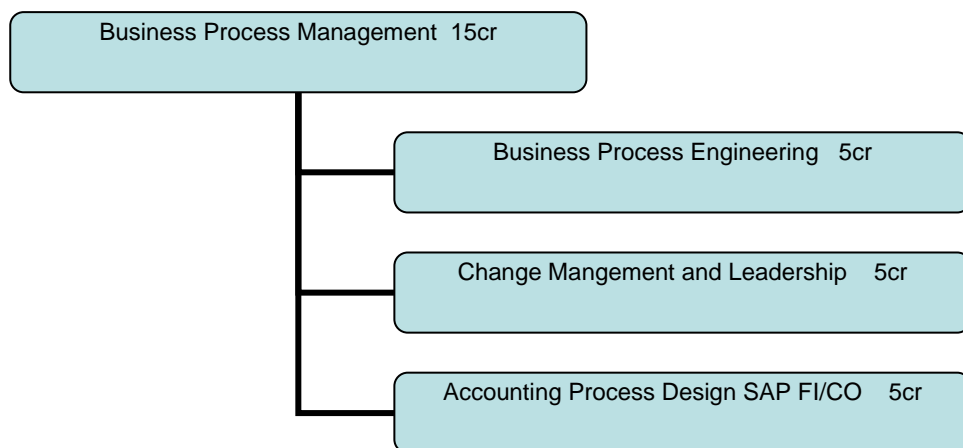 Business Process Management 15cr
Business Process Engineering 5cr
Change Mangement and Leadership 5cr
Accounting Process Design SAP FI/CO 5cr